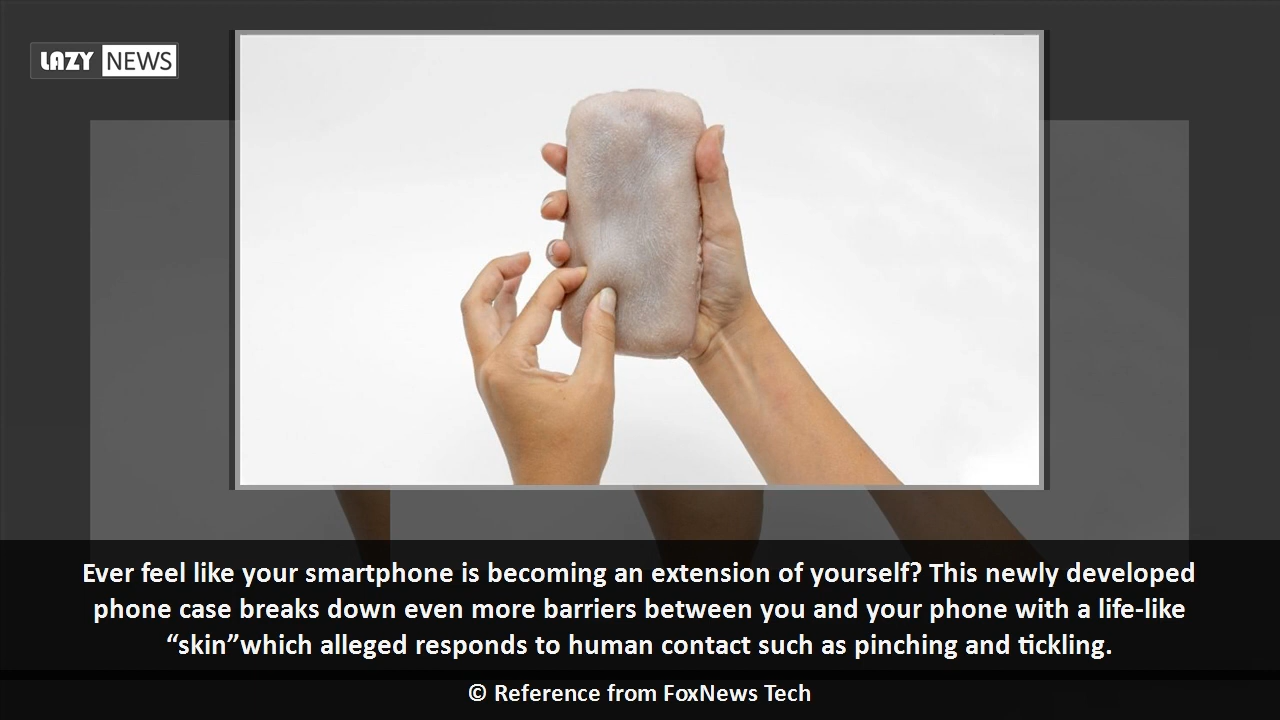 LAZY NEWS
Ever feel like your smartphone is becoming an extension of yourself? This newly developed
phone case breaks down even more barriers between you and your phone with a life-like
“skin”which alleged responds to human contact such as pinching and tickling.
© Reference from FoxNews Tech